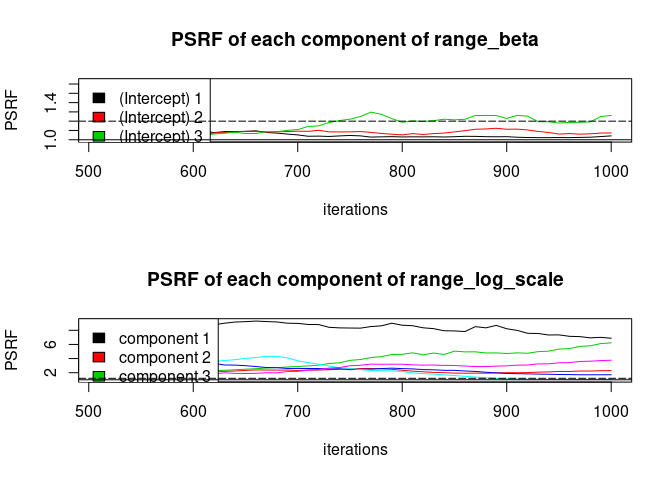 PSRF of each component of range_beta
PSRF
1.0 1.4
(Intercept) 1
(Intercept) 2
(Intercept) 3
500 600 700 800 900 1000
iterations
PSRF of each component of range_log_scale
PSRF
2 6
component 1
component 2
component 3
500 600 700 800 900 1000
iterations